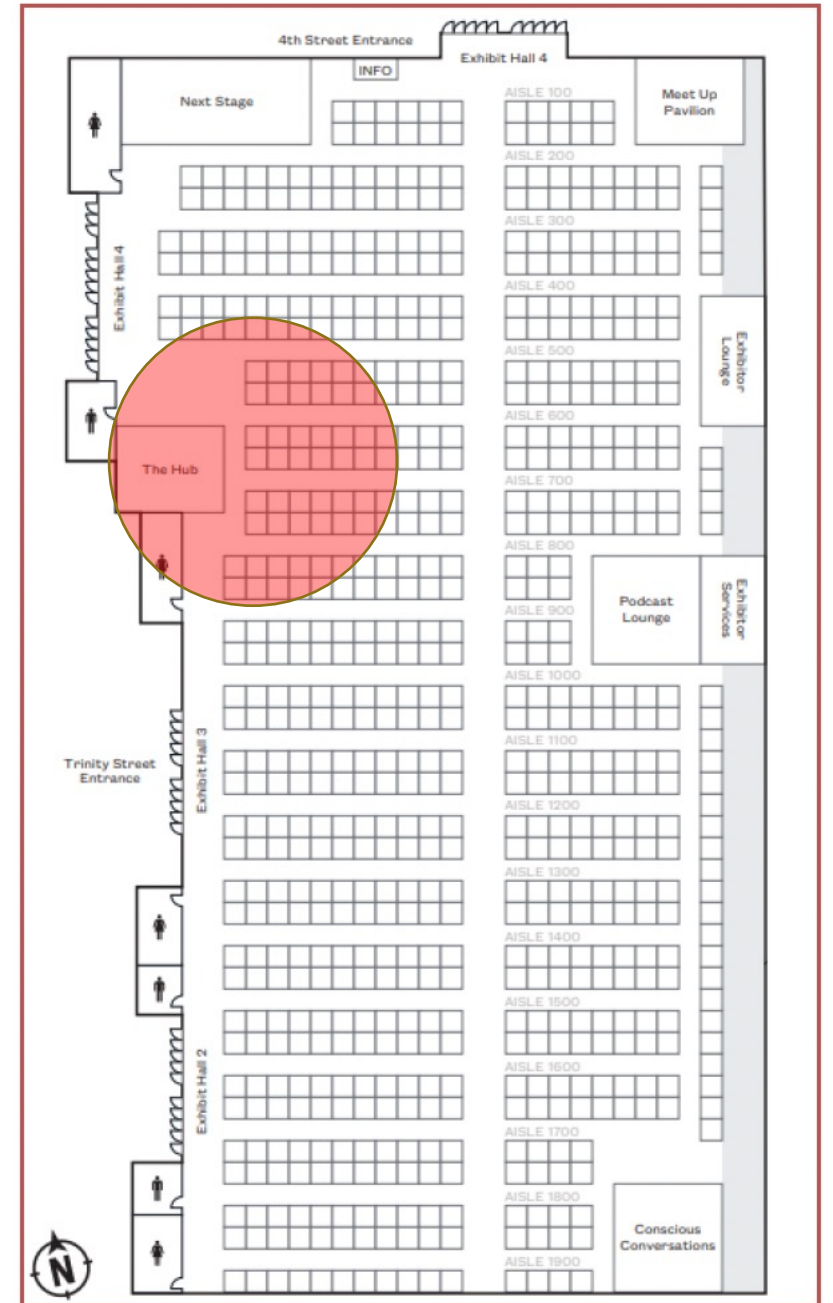 4th Street Entrance
Exhibit Hall 4
INFO
Next Stage
AISLE 100
Meet Up
Pavilion
AISLE 200
AISLE 300
Exhibit Hall 4
AISLE 400
Exhibitor
Lounge
AISLE 500
AISLE 600
The Hub
AISLE 700
AISLE 800
Podcast
Lounge
Exhibitor
Services
AISLE 900
AISLE 1000
AISLE 1100
Trinity Street
Entrance
Exhibit Hall 3
AISLE 1200
AISLE 1300
AISLE 1400
AISLE 1500
AISLE 1600
Exhibit Hall 2
AISLE 1700
AISLE 1800
Conscious
Conversations
AISLE 1900
N